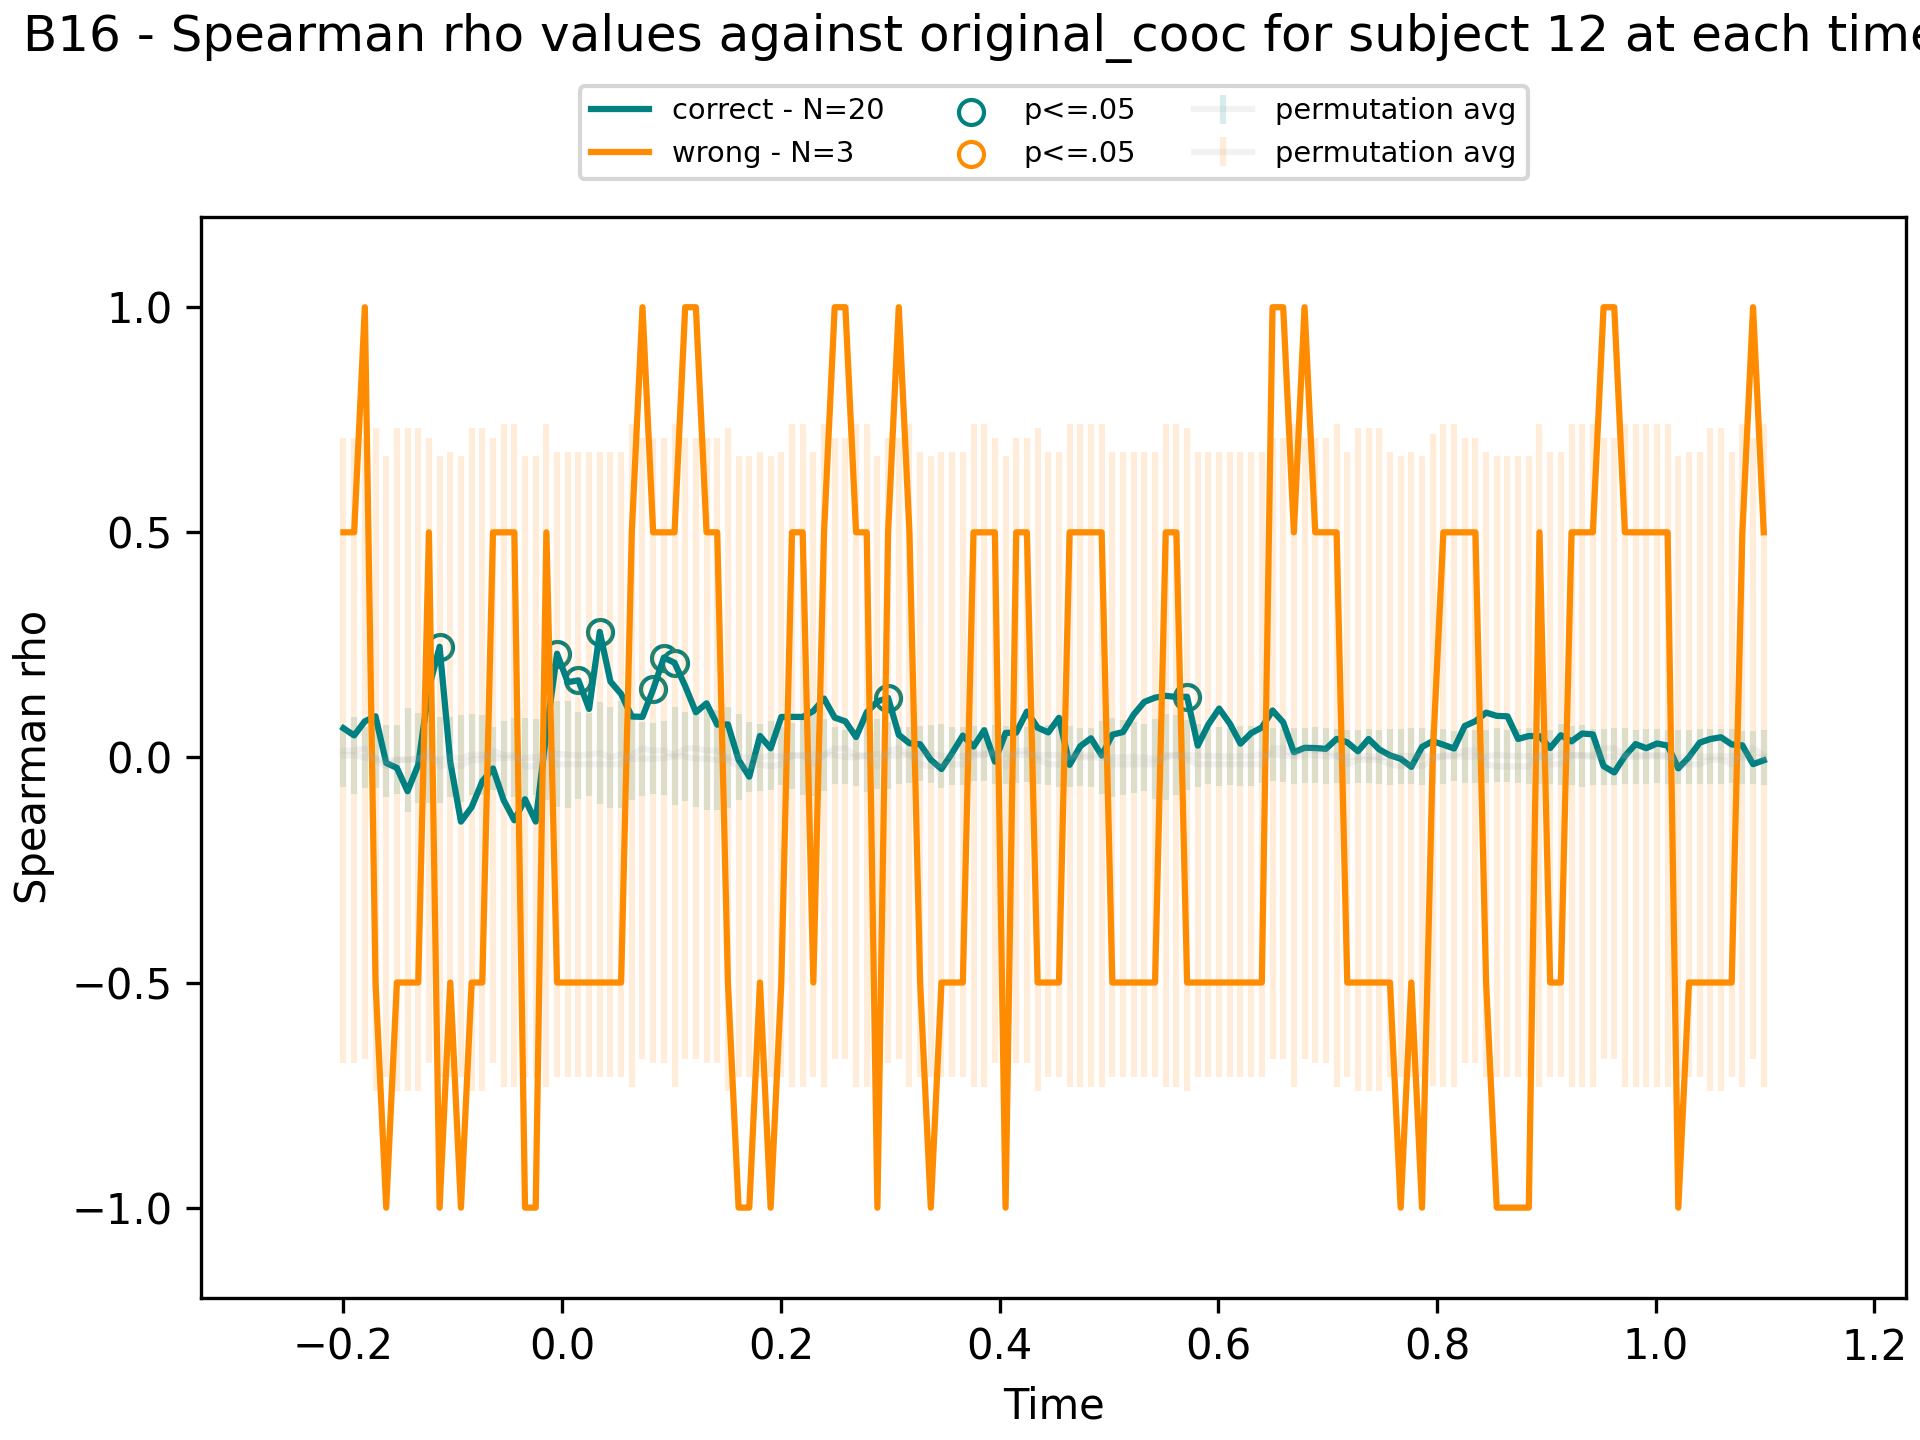 B16 - Spearman rho values against original_cooc for subject 12 at each time
correct - N=20 p<=.05 permutation avg
wrong - N=3 p<=.05 permutation avg
1.0
0.5
0.0
−0.5
−1.0
Spearman rho
−0.2 0.0 0.2 0.4 0.6 0.8 1.0 1.2
Time